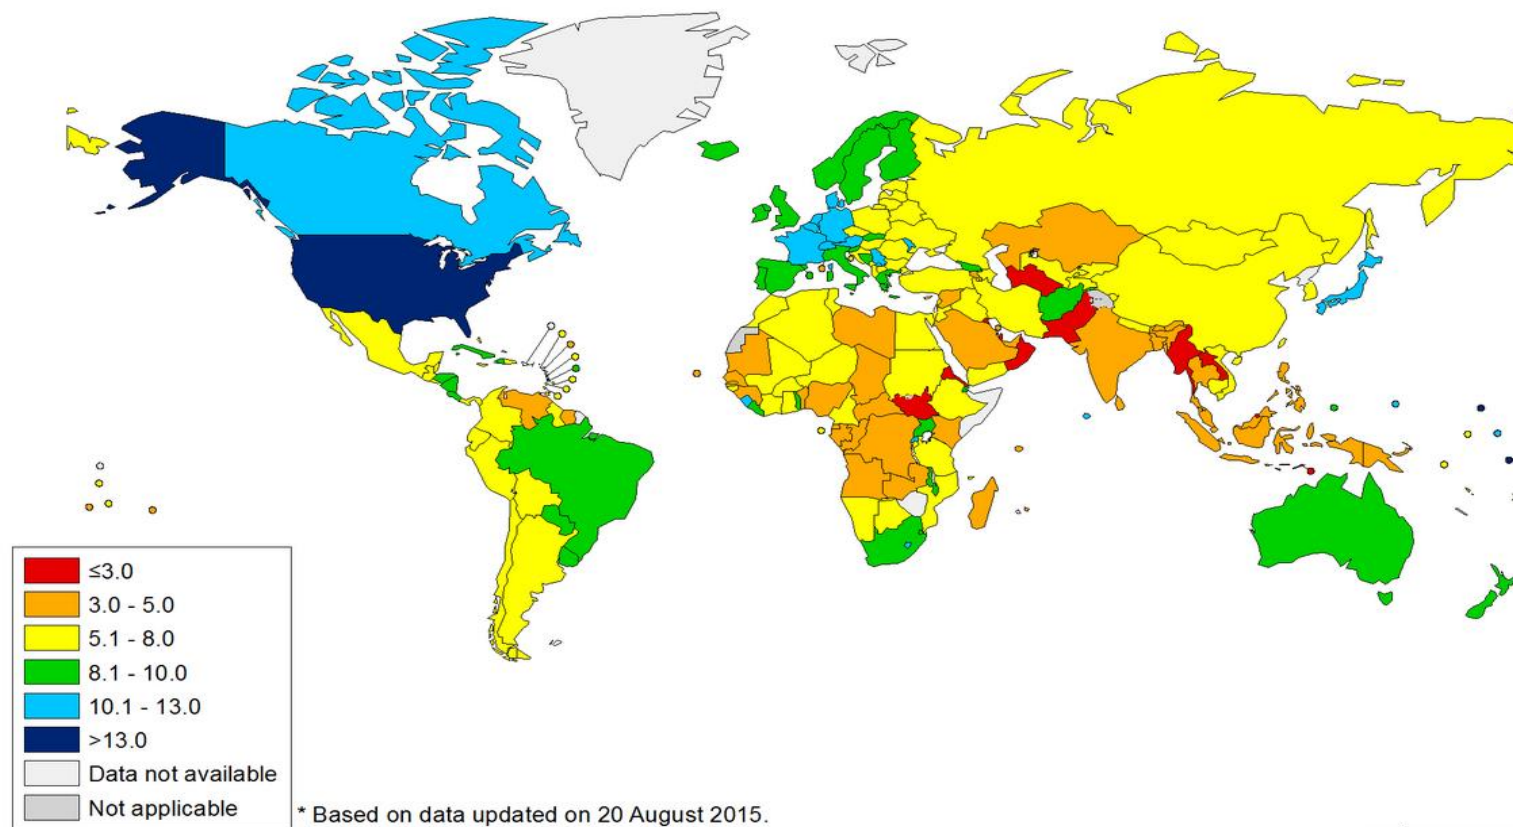 ≤3.0
3.0 - 5.0
5.1 - 8.0
8.1 - 10.0
10.1 - 13.0
>13.0
Data not available
Not applicable
* Based on data updated on 20 August 2015.